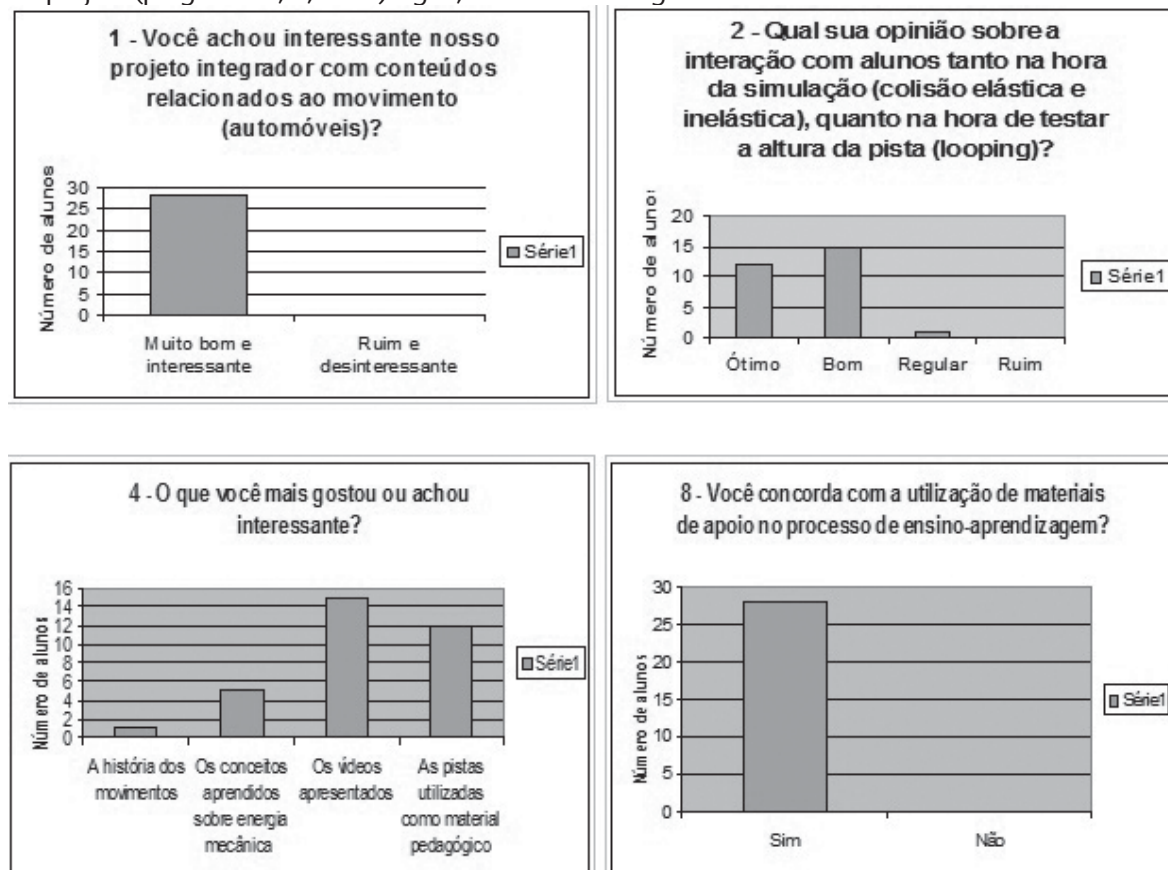 1 - Você achou interessante nosso
projeto integrador com conteúdos
relacionados ao movimento
(automóveis)?
Número de alunos
30
25
20
15
10
5
0
Muito bom e
interessante
Ruim e
desinteressante
Série1
2 - Qual sua opinião sobre a
interação com alunos tanto na hora
da simulação (colisão elástica e
inelástica), quanto na hora de testar
a altura da pista (looping)?
Número de alunos
20
15
10
5
0
Ótimo
Bom
Regular
Ruim
Série1
4 - O que você mais gostou ou achou
interessante?
Número de alunos
16
14
12
10
8
6
4
2
0
A história dos
movimentos
Os conceitos
aprendidos
sobre energia
mecânica
Os vídeos
apresentados
As pistas
utilizadas
como material
pedagógico
Série1
8 - Você concorda com a utilização de materiais
de apoio no processo de ensino-aprendizagem?
Número de alunos
30
25
20
15
10
5
0
Sim
Não
Série1